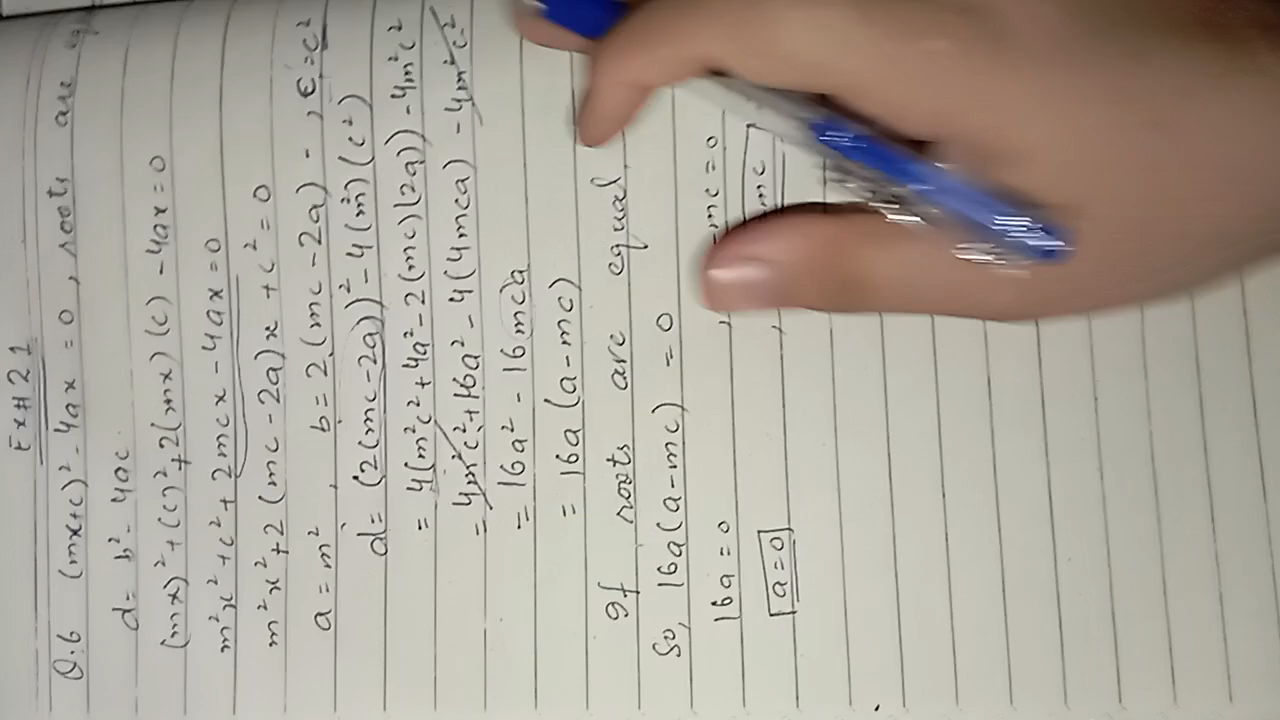 Ex# 2.1
Q.6 (mx+c)² - 4ax = 0, roots are eq
d = b² - 4ac
(mx)² + (c)² + 2(mx)(c) - 4ax = 0
m²x² + c² + 2mcx - 4ax = 0
m²x² + 2(mc - 2a)x + c² = 0
a = m² , b = 2(mc - 2a) - , c = c²
d = (2(mc - 2a))² - 4(m²)(c²)
= 4(m²c² + 4a² - 2(mc)(2a)) - 4m²c²
= 4m²c² + 16a² - 4(4mca) - 4m²c²
= 16a² - 16mca
= 16a(a - mc)
If roots are equal,
So, 16a(a - mc) = 0
16a = 0 , -mc = 0
a = 0 , mc